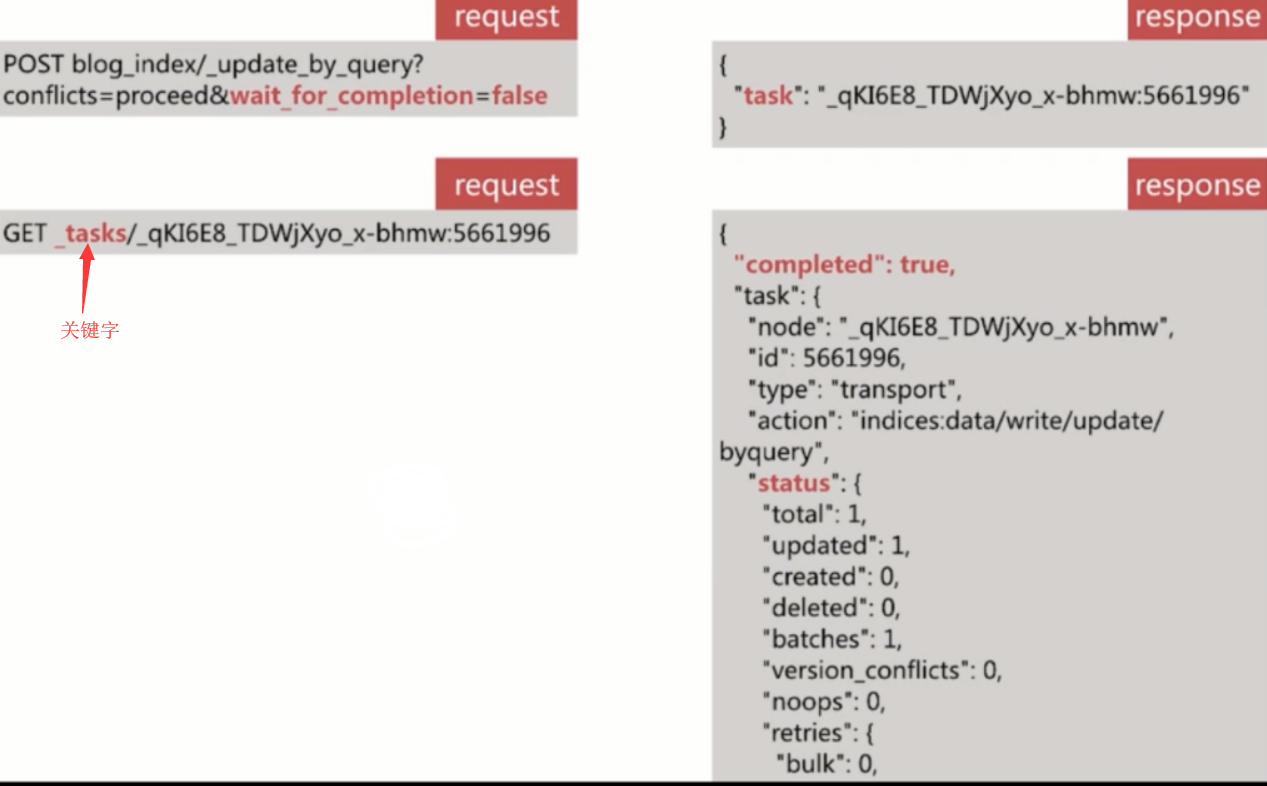 request
POST blog_index/_update_by_query?
conflicts=proceed&wait_for_completion=false
response
{
"task": "_qKI6E8_TDWjXyo_x-bhmw:5661996"
}
request
GET _tasks/_qKI6E8_TDWjXyo_x-bhmw:5661996
关键字
response
{
"completed": true,
"task": {
"node": "_qKI6E8_TDWjXyo_x-bhmw",
"id": 5661996,
"type": "transport",
"action": "indices:data/write/update/
byquery",
"status": {
"total": 1,
"updated": 1,
"created": 0,
"deleted": 0,
"batches": 1,
"version_conflicts": 0,
"noops": 0,
"retries": {
"bulk": 0,